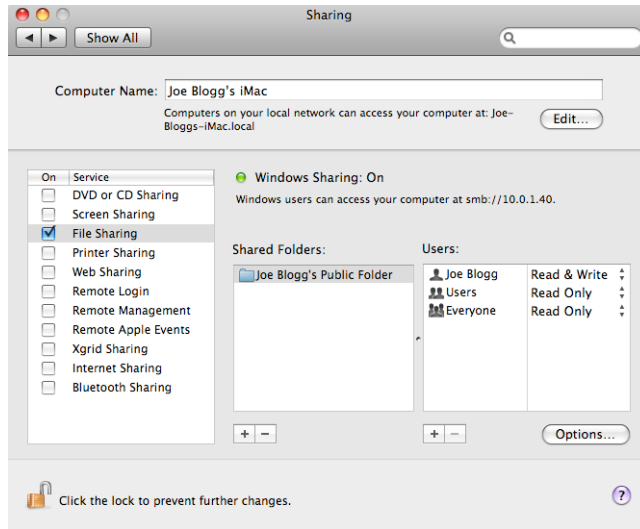 Sharing
Show All
Computer Name: Joe Blogg's iMac
Computers on your local network can access your computer at: Joe-
Bloggs-iMac.local
Edit...
On Service
DVD or CD Sharing
Screen Sharing
File Sharing
Printer Sharing
Web Sharing
Remote Login
Remote Management
Remote Apple Events
Xgrid Sharing
Internet Sharing
Bluetooth Sharing
Windows Sharing: On
Windows users can access your computer at smb://10.0.1.40.
Shared Folders:
Joe Blogg's Public Folder
+ −
Users:
Joe Blogg Read & Write
Users Read Only
Everyone Read Only
+ −
Options...
Click the lock to prevent further changes.
?